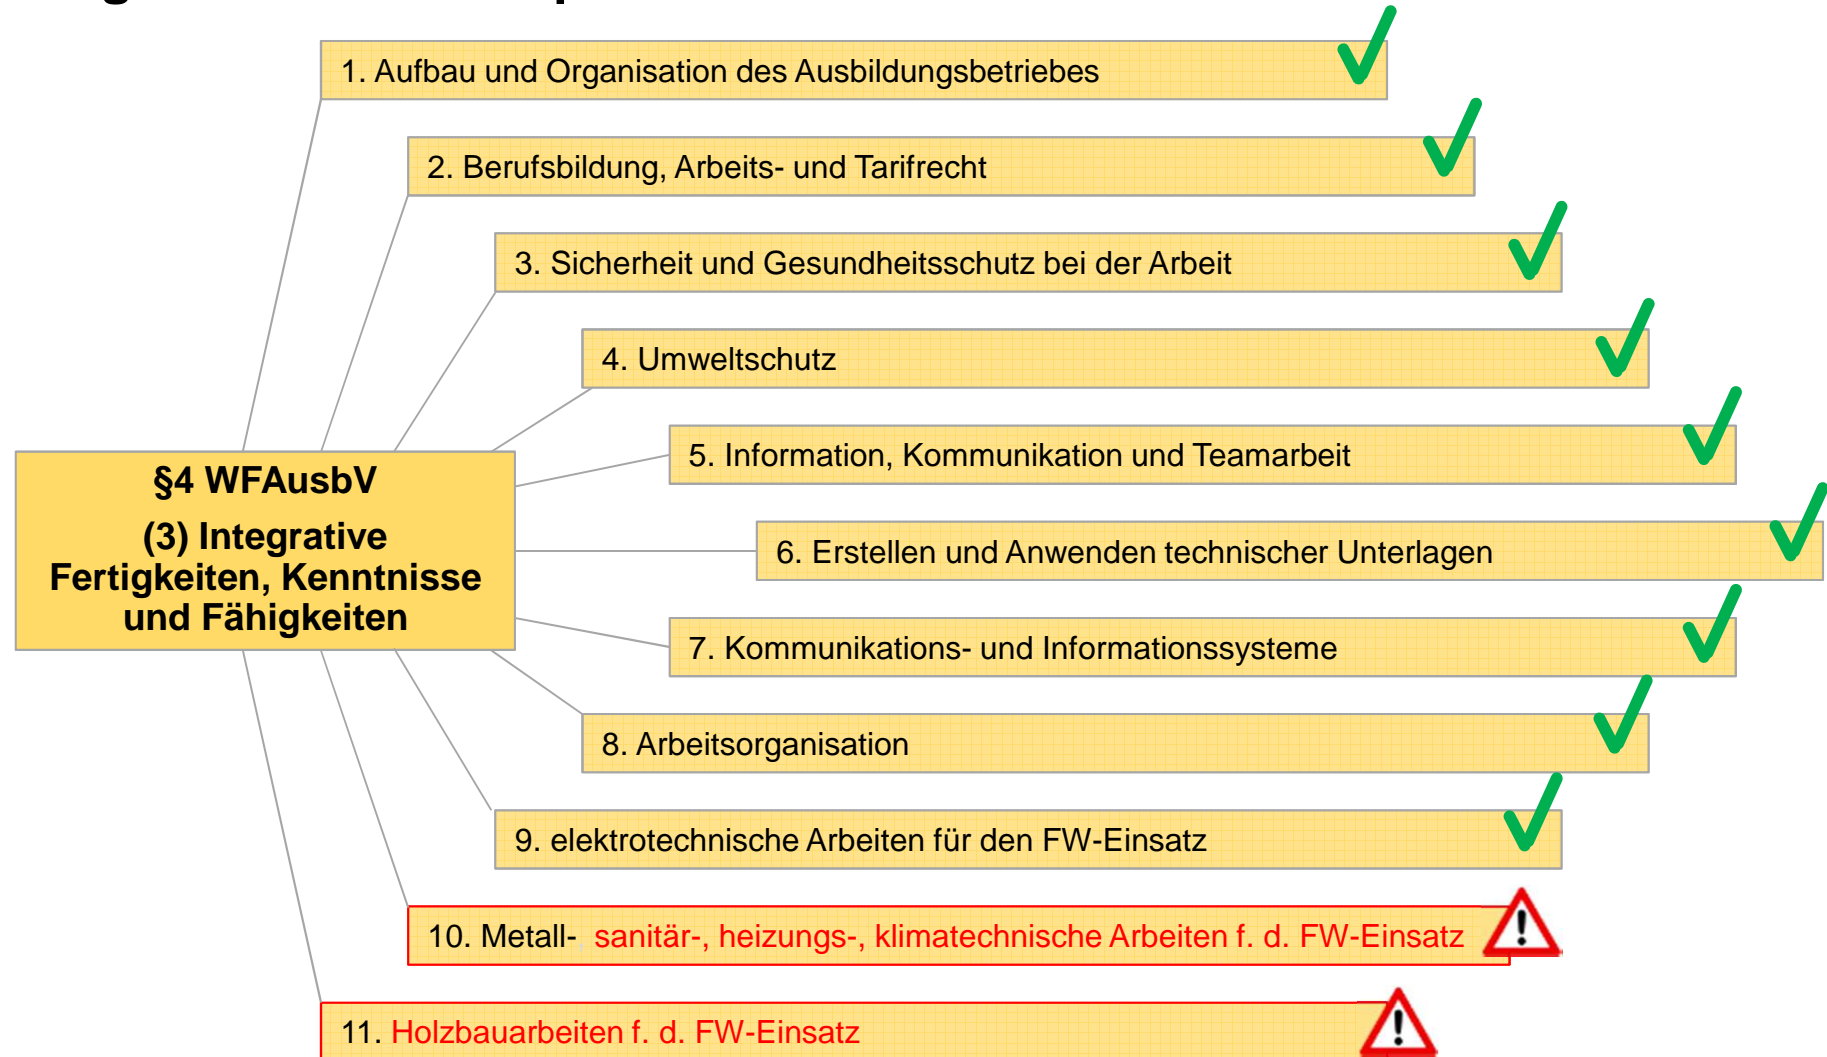 1. Aufbau und Organisation des Ausbildungsbetriebes
2. Berufsbildung, Arbeits- und Tarifrecht
3. Sicherheit und Gesundheitsschutz bei der Arbeit
4. Umweltschutz
5. Information, Kommunikation und Teamarbeit
§4 WFAusbV
(3) Integrative
Fertigkeiten, Kenntnisse
und Fähigkeiten
6. Erstellen und Anwenden technischer Unterlagen
7. Kommunikations- und Informationssysteme
8. Arbeitsorganisation
9. elektrotechnische Arbeiten für den FW-Einsatz
10. Metall-, sanitär-, heizungs-, klimatechnische Arbeiten f. d. FW-Einsatz
11. Holzbauarbeiten f. d. FW-Einsatz